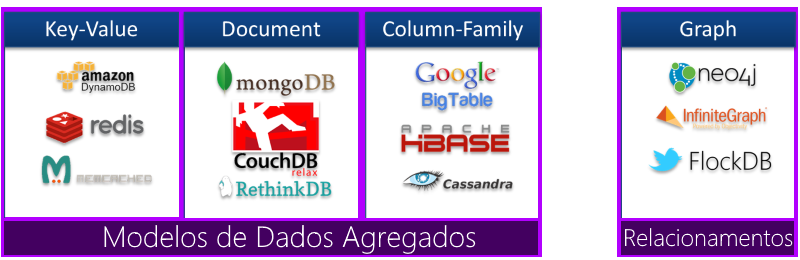 Key-Value
amazon
DynamoDB
redis
MEMCACHED
Document
mongoDB
CouchDB
relax
RethinkDB
Column-Family
Google
BigTable
APACHE
HBASE
Cassandra
Modelos de Dados Agregados
Graph
neo4j
InfiniteGraph
FlockDB
Relacionamentos